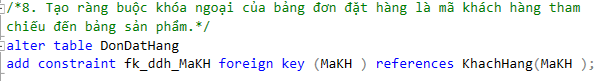 /*8. Tạo ràng buộc khóa ngoại của bảng đơn đặt hàng là mã khách hàng tham
chiếu đến bảng sản phẩm.*/
alter table DonDatHang
add constraint fk_ddh_MaKH foreign key (MaKH ) references KhachHang(MaKH );